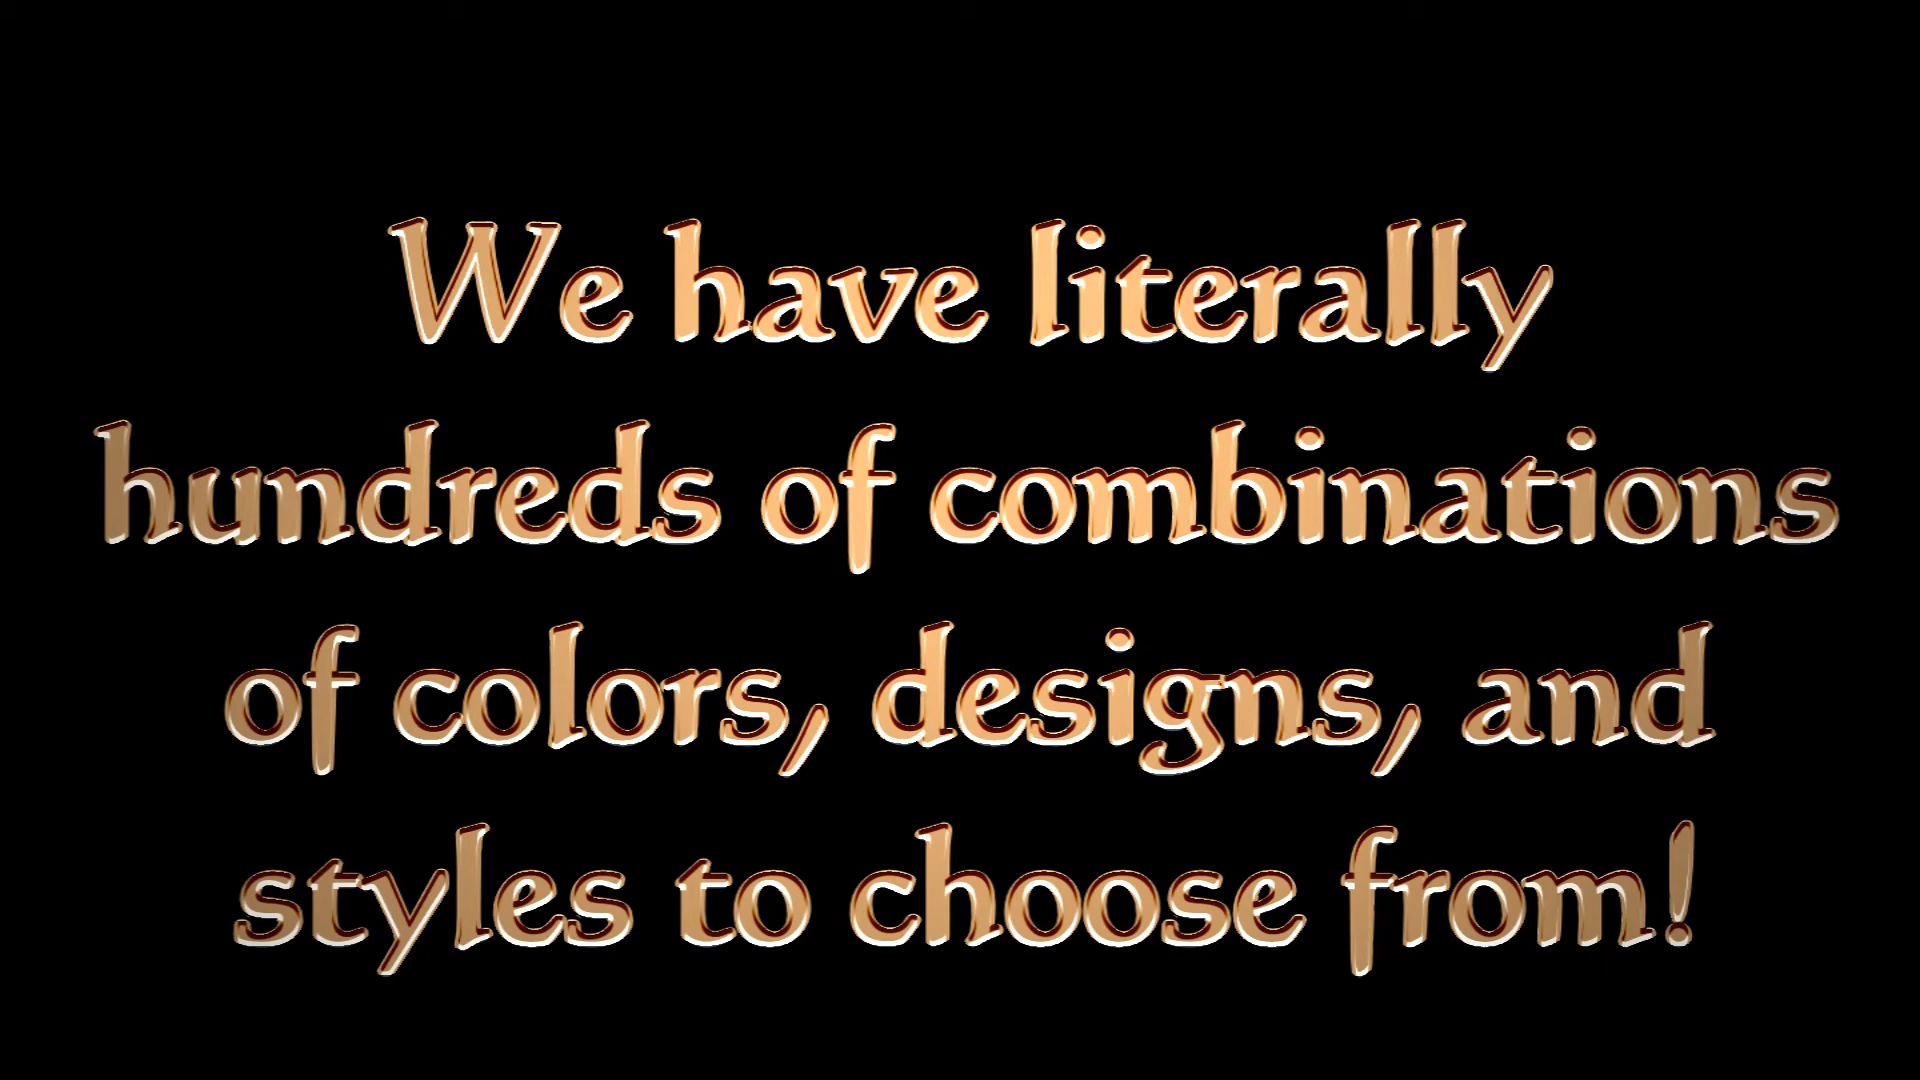 We have literally
hundreds of combinations
of colors, designs, and
styles to choose from!